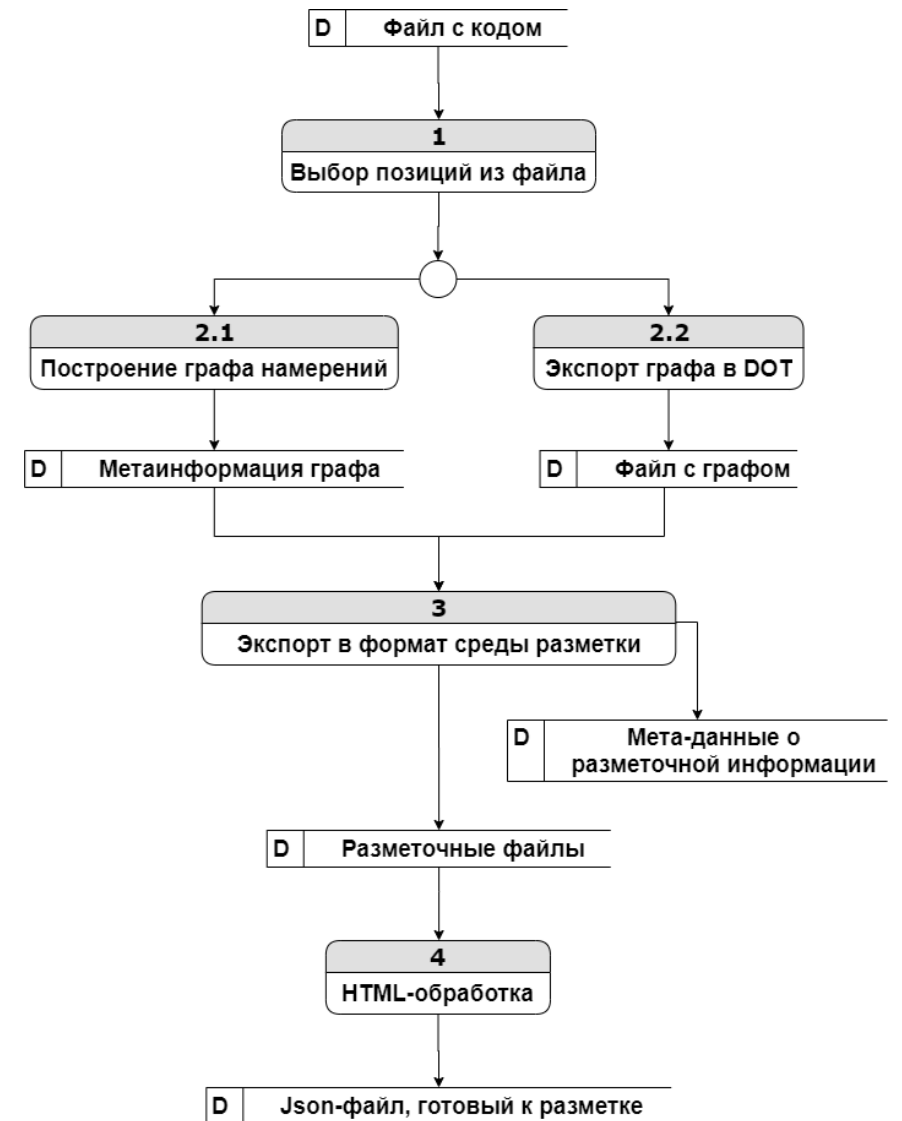 D Файл с кодом
1
Выбор позиций из файла
2.1
Построение графа намерений
2.2
Экспорт графа в DOT
D Метаинформация графа
D Файл с графом
3
Экспорт в формат среды разметки
D Мета-данные о
разметочной информации
D Разметочные файлы
4
HTML-обработка
D Json-файл, готовый к разметке